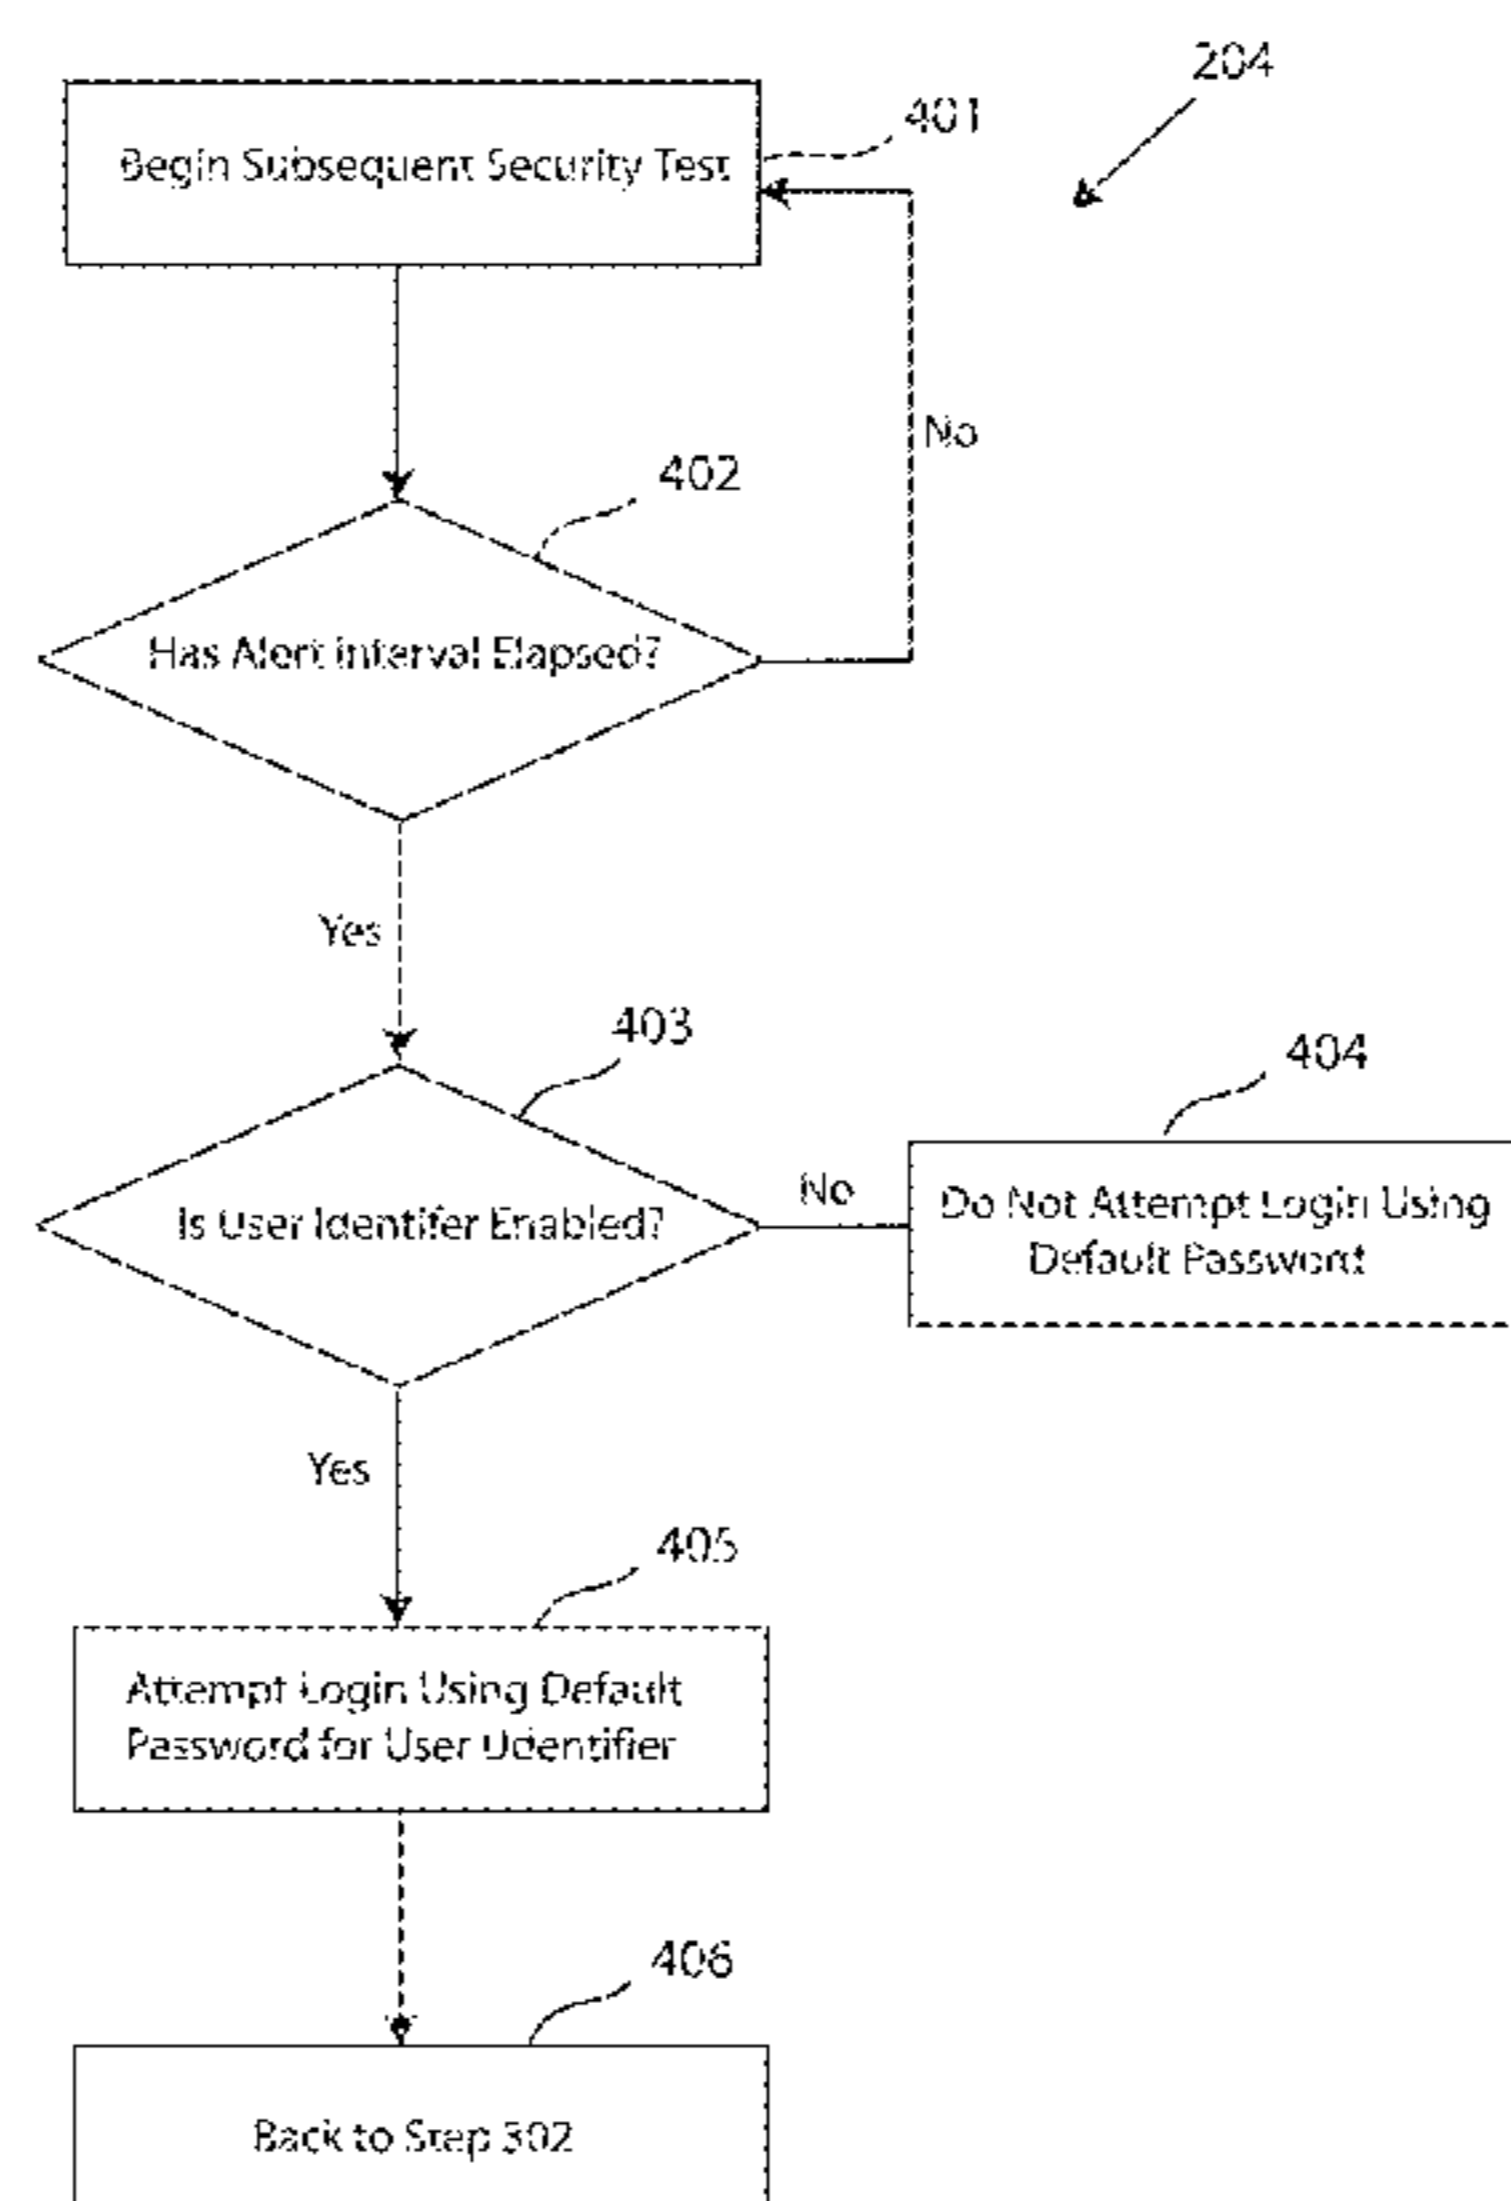 204
401
Begin Subsequent Security Test
No
402
Has Alert Interval Elapsed?
Yes
403
404
Is User Identifer Enabled?
No
Do Not Attempt Login Using
Default Password
Yes
405
Attempt Login Using Default
Password for User Udentifier
406
Back to Step 302